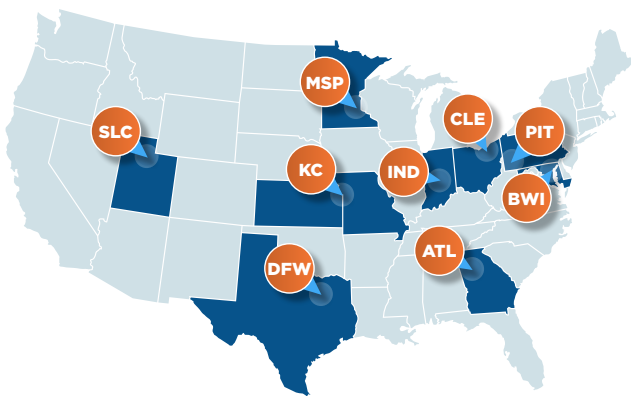 MSP
CLE
SLC
PIT
KC
IND
BWI
ATL
DFW